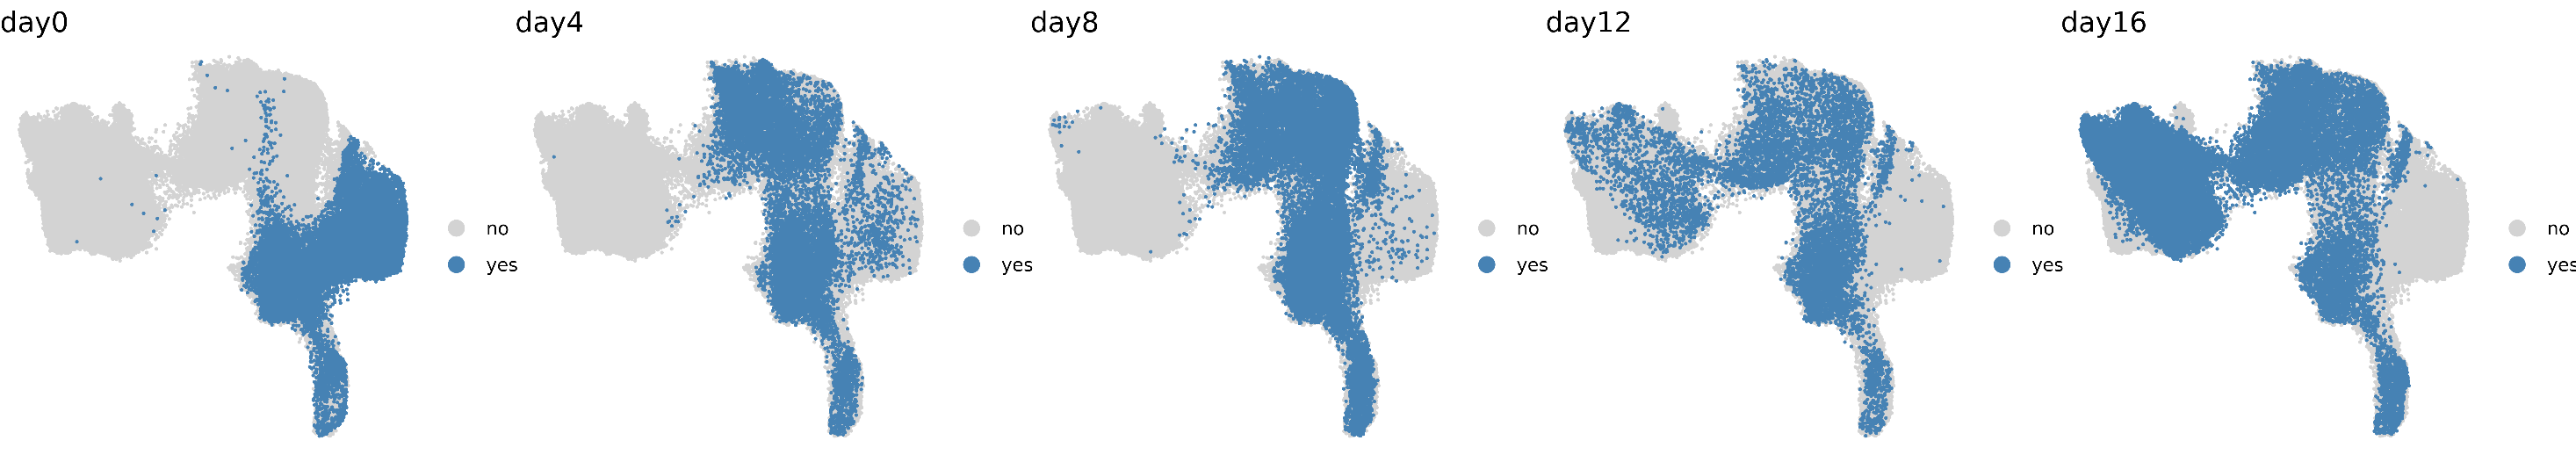 day0
day4
day8
day12
day16
no
yes
no
yes
no
yes
no
yes
no
yes